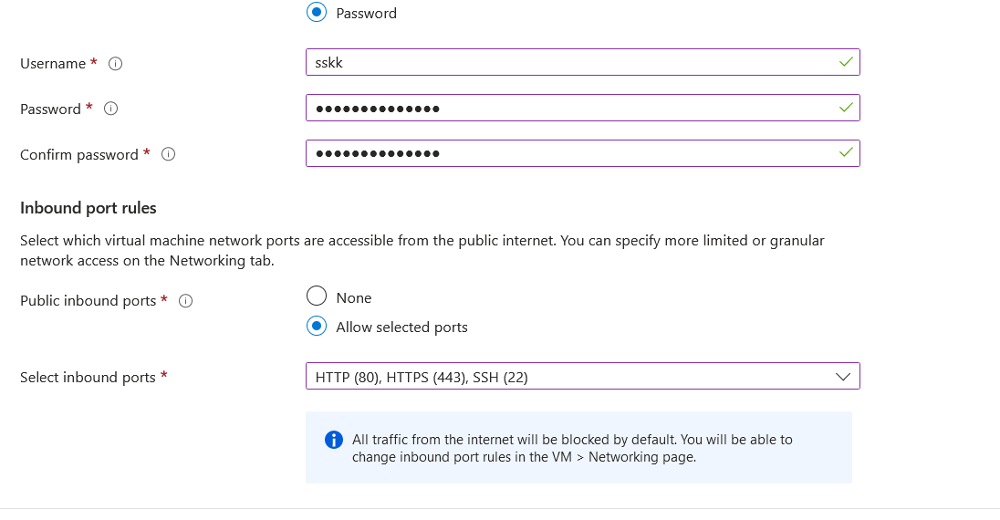 Password
Username *
sskk
Password *
●●●●●●●●●●●●●●
Confirm password *
●●●●●●●●●●●●●●
Inbound port rules
Select which virtual machine network ports are accessible from the public internet. You can specify more limited or granular
network access on the Networking tab.
Public inbound ports *
None
Allow selected ports
Select inbound ports *
HTTP (80), HTTPS (443), SSH (22)
All traffic from the internet will be blocked by default. You will be able to
change inbound port rules in the VM > Networking page.